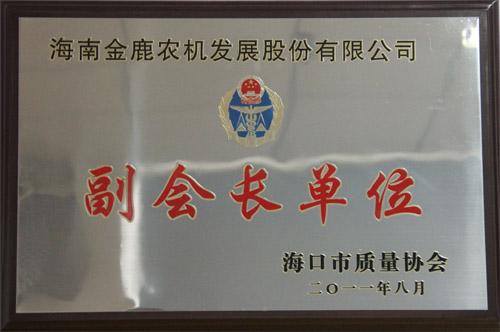 海南金鹿农机发展股份有限公司
副会长单位
海口市质量协会
二〇一一年八月